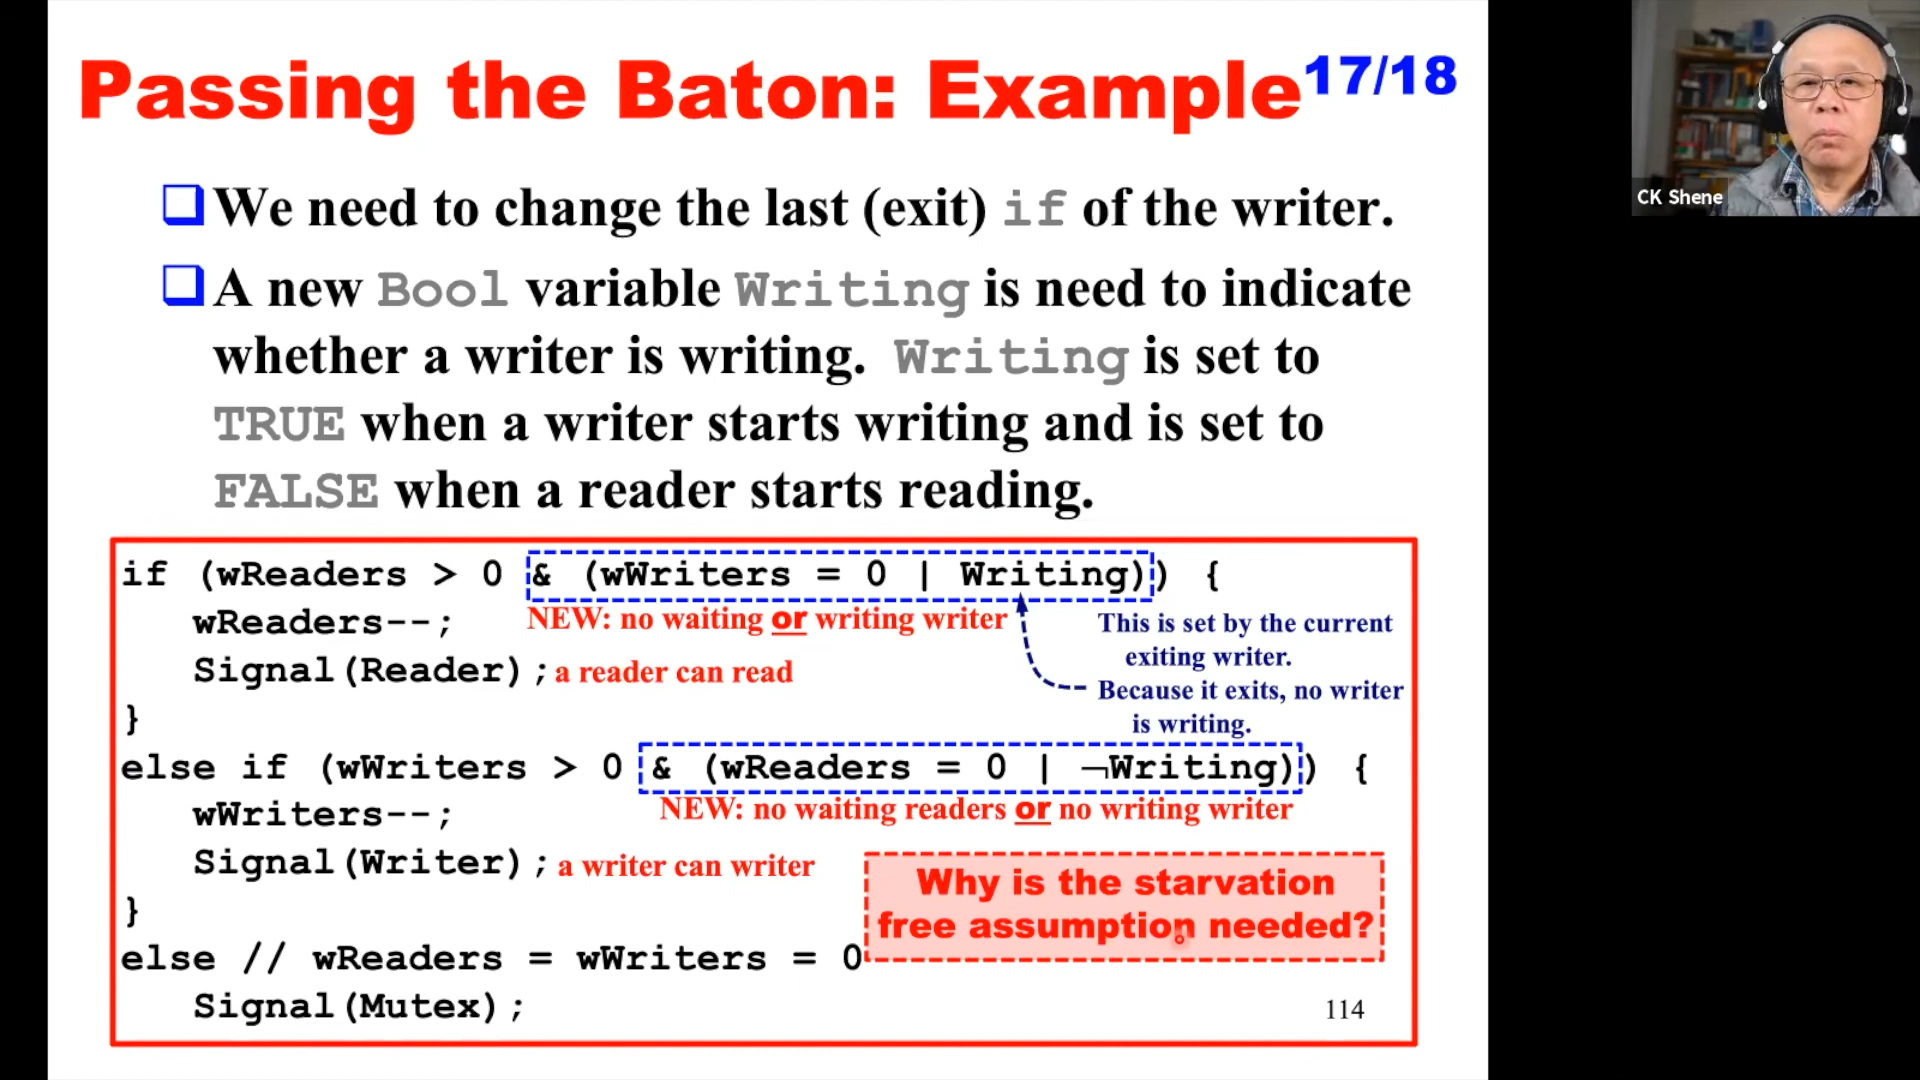 Passing the Baton: Example 17/18
CK Shene
❑We need to change the last (exit) if of the writer.
❑A new Bool variable Writing is need to indicate
whether a writer is writing. Writing is set to
TRUE when a writer starts writing and is set to
FALSE when a reader starts reading.
if (wReaders > 0 & (wWriters = 0 | Writing)) {
wReaders--; NEW: no waiting or writing writer
This is set by the current
exiting writer.
Because it exits, no writer
is writing.
Signal(Reader); a reader can read
}
else if (wWriters > 0 & (wReaders = 0 | ¬Writing)) {
wWriters--; NEW: no waiting readers or no writing writer
Signal(Writer); a writer can writer
}
Why is the starvation
free assumption needed?
else // wReaders = wWriters = 0
Signal(Mutex);
114